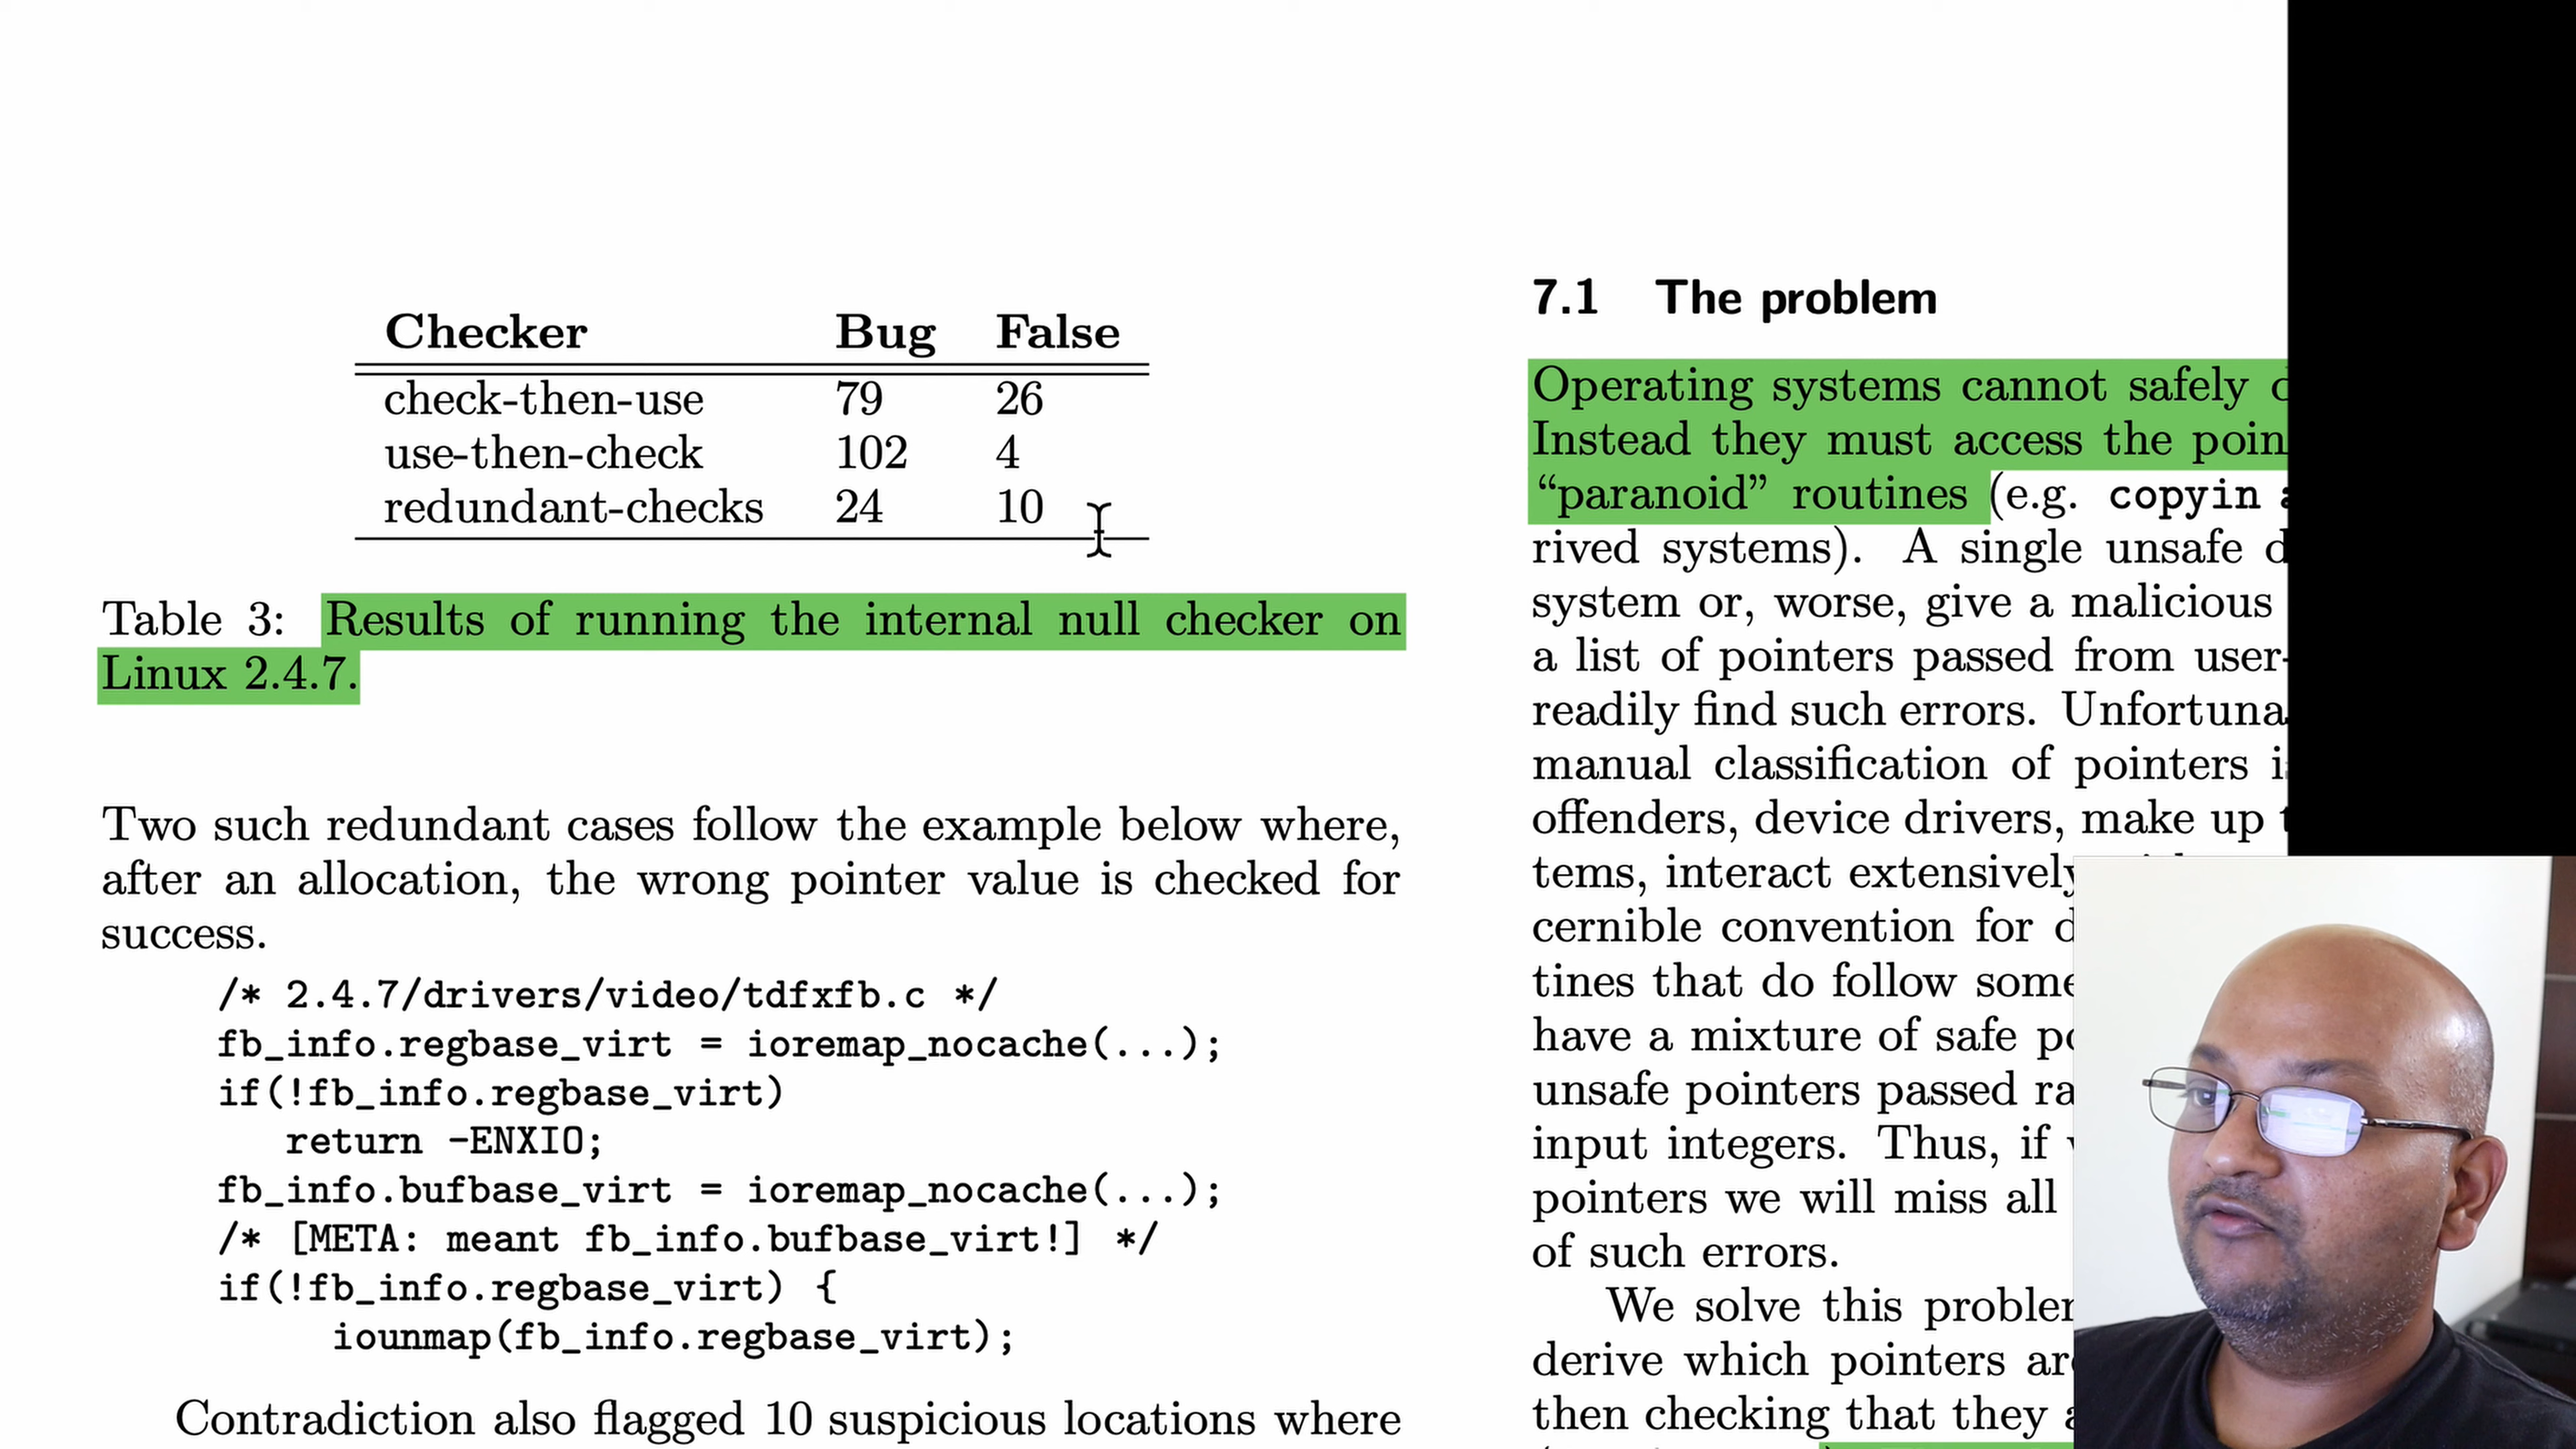 Checker Bug False
check-then-use 79 26
use-then-check 102 4
redundant-checks 24 10
Table 3: Results of running the internal null checker on
Linux 2.4.7.
Two such redundant cases follow the example below where,
after an allocation, the wrong pointer value is checked for
success.
/* 2.4.7/drivers/video/tdfxfb.c */
fb_info.regbase_virt = ioremap_nocache(...);
if(!fb_info.regbase_virt)
return -ENXIO;
fb_info.bufbase_virt = ioremap_nocache(...);
/* [META: meant fb_info.bufbase_virt!] */
if(!fb_info.regbase_virt) {
iounmap(fb_info.regbase_virt);
Contradiction also flagged 10 suspicious locations where
7.1 The problem
Operating systems cannot safely
Instead they must access the
“paranoid” routines (e.g. copyin
rived systems). A single unsafe
system or, worse, give a malicious
a list of pointers passed from user-
readily find such errors.
manual classification of pointers
offenders, device drivers, make up
tems, interact extensively
cernible convention for
tines that do follow some
have a mixture of safe
unsafe pointers passed
input integers. Thus, if
pointers we will miss all
of such errors.
We solve this
derive which pointers
then checking that they